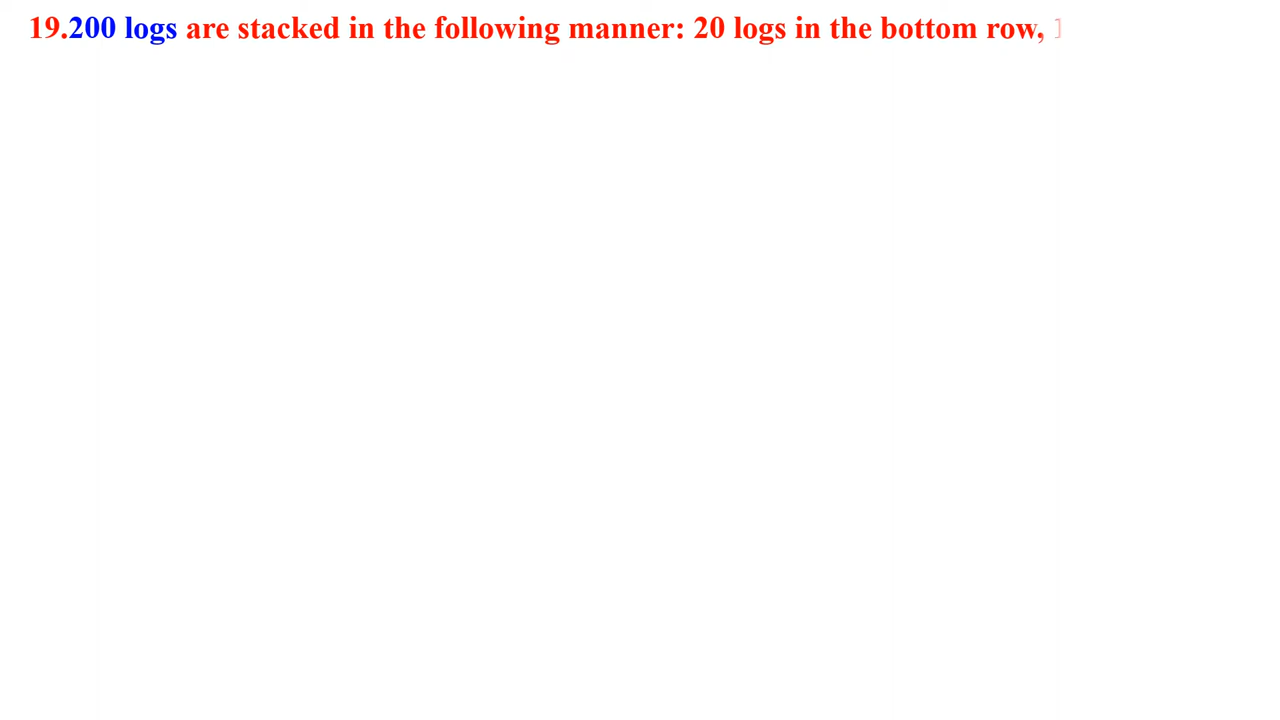 19.200 logs are stacked in the following manner: 20 logs in the bottom row,